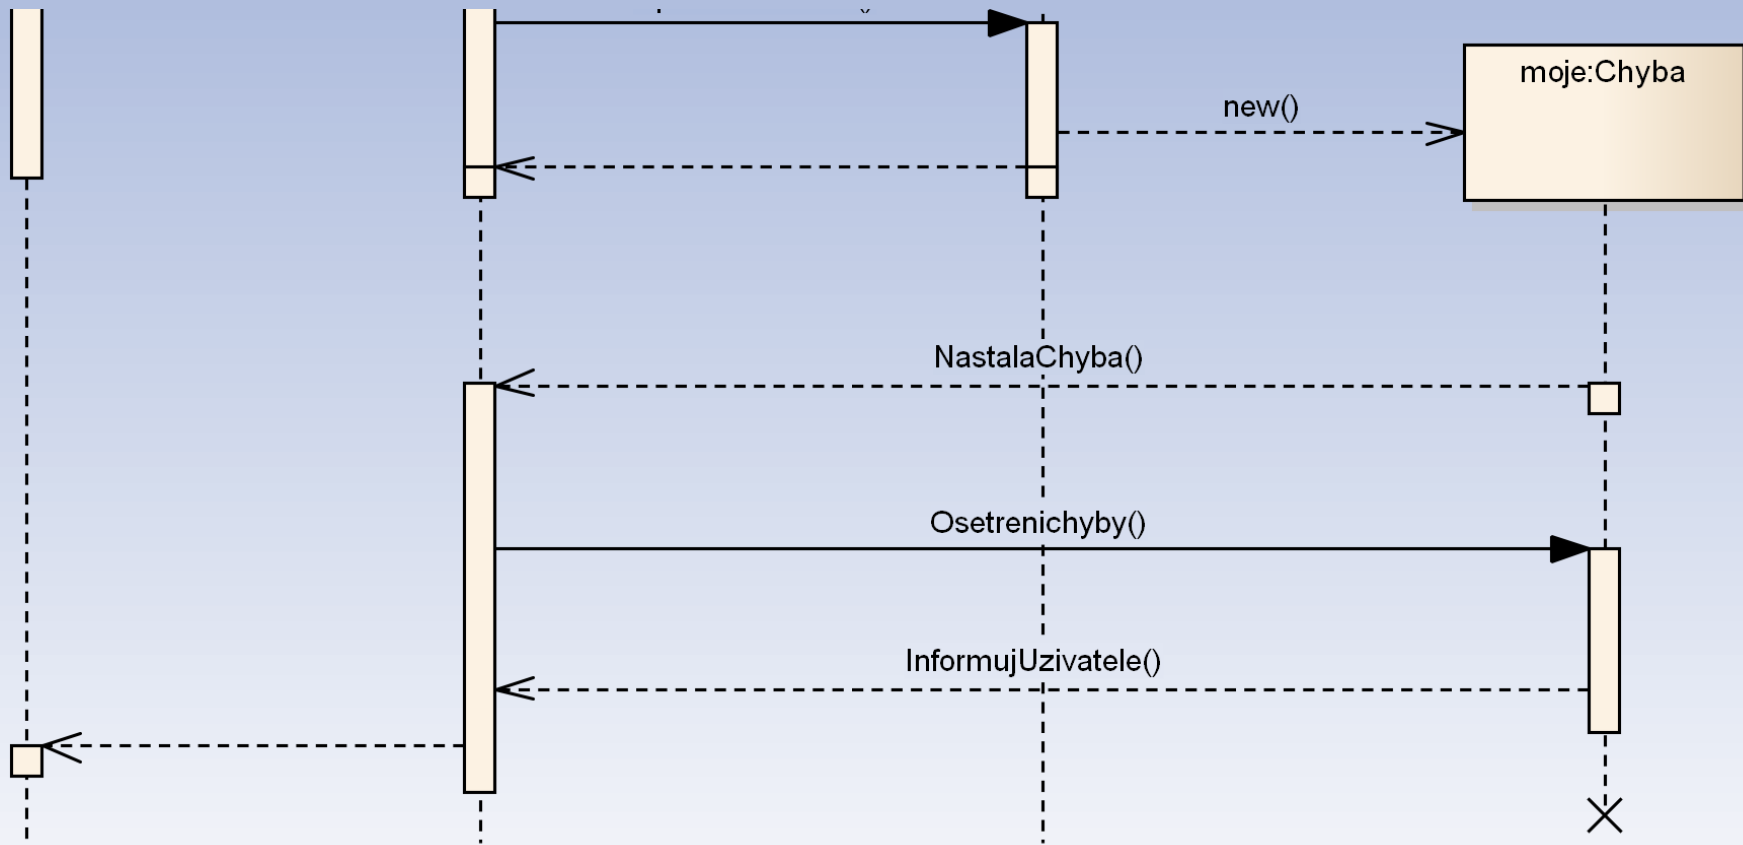 moje:Chyba
new()
NastalaChyba()
Osetrenichyby()
InformujUzivatele()